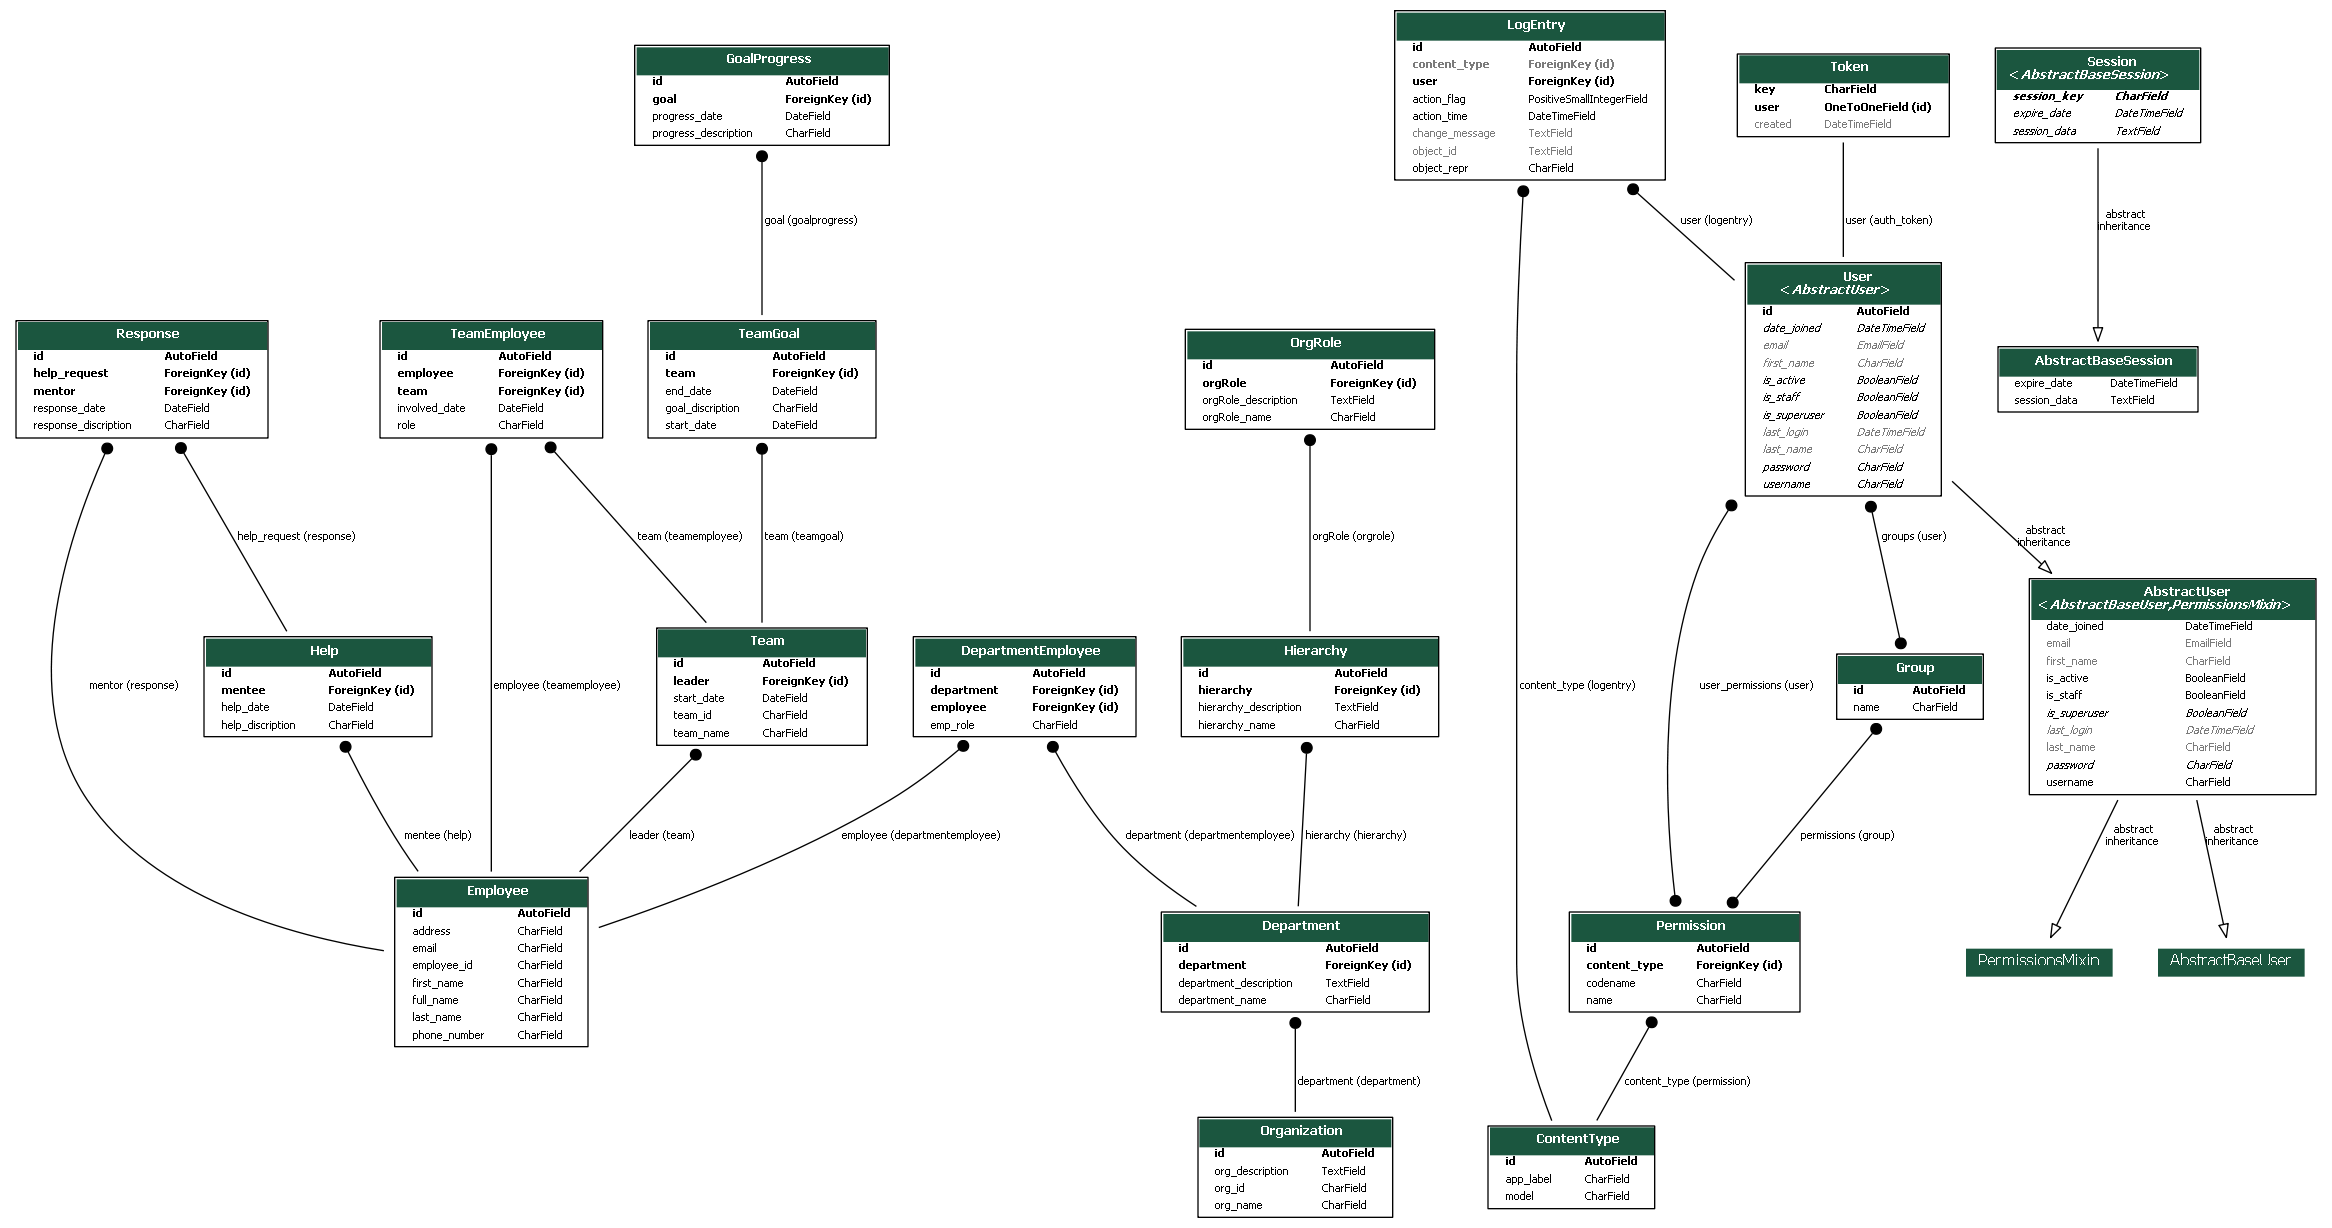 GoalProgress
id AutoField
goal ForeignKey (id)
progress_date DateField
progress_description CharField
goal (goalprogress)
LogEntry
id AutoField
content_type ForeignKey (id)
user ForeignKey (id)
action_flag PositiveSmallIntegerField
action_time DateTimeField
change_message TextField
object_id TextField
object_repr CharField
user (logentry)
Token
key CharField
user OneToOneField (id)
created DateTimeField
user (auth_token)
Session
<AbstractBaseSession>
session_key CharField
expire_date DateTimeField
session_data TextField
abstract
inheritance
User
<AbstractUser>
id AutoField
date_joined DateTimeField
email EmailField
first_name CharField
is_active BooleanField
is_staff BooleanField
is_superuser BooleanField
last_login DateTimeField
last_name CharField
password CharField
username CharField
AbstractBaseSession
expire_date DateTimeField
session_data TextField
Response
id AutoField
help_request ForeignKey (id)
mentor ForeignKey (id)
response_date DateField
response_discription CharField
TeamEmployee
id AutoField
employee ForeignKey (id)
team ForeignKey (id)
involved_date DateField
role CharField
TeamGoal
id AutoField
team ForeignKey (id)
end_date DateField
goal_discription CharField
start_date DateField
OrgRole
id AutoField
orgRole ForeignKey (id)
orgRole_description TextField
orgRole_name CharField
help_request (response)
team (teamemployee)
team (teamgoal)
orgRole (orgrole)
groups (user)
abstract
inheritance
mentor (response)
Help
id AutoField
mentee ForeignKey (id)
help_date DateField
help_discription CharField
employee (teamemployee)
Team
id AutoField
leader ForeignKey (id)
start_date DateField
team_id CharField
team_name CharField
DepartmentEmployee
id AutoField
department ForeignKey (id)
employee ForeignKey (id)
emp_role CharField
Hierarchy
id AutoField
hierarchy ForeignKey (id)
hierarchy_description TextField
hierarchy_name CharField
content_type (logentry)
user_permissions (user)
Group
id AutoField
name CharField
AbstractUser
<AbstractBaseUser,PermissionsMixin>
date_joined DateTimeField
email EmailField
first_name CharField
is_active BooleanField
is_staff BooleanField
is_superuser BooleanField
last_login DateTimeField
last_name CharField
password CharField
username CharField
mentee (help)
leader (team)
employee (departmentemployee)
department (departmentemployee)
hierarchy (hierarchy)
permissions (group)
abstract
inheritance
abstract
inheritance
Employee
id AutoField
address CharField
email CharField
employee_id CharField
first_name CharField
full_name CharField
last_name CharField
phone_number CharField
Department
id AutoField
department ForeignKey (id)
department_description TextField
department_name CharField
Permission
id AutoField
content_type ForeignKey (id)
codename CharField
name CharField
PermissionsMixin
AbstractBaseUser
department (department)
content_type (permission)
Organization
id AutoField
org_description TextField
org_id CharField
org_name CharField
ContentType
id AutoField
app_label CharField
model CharField